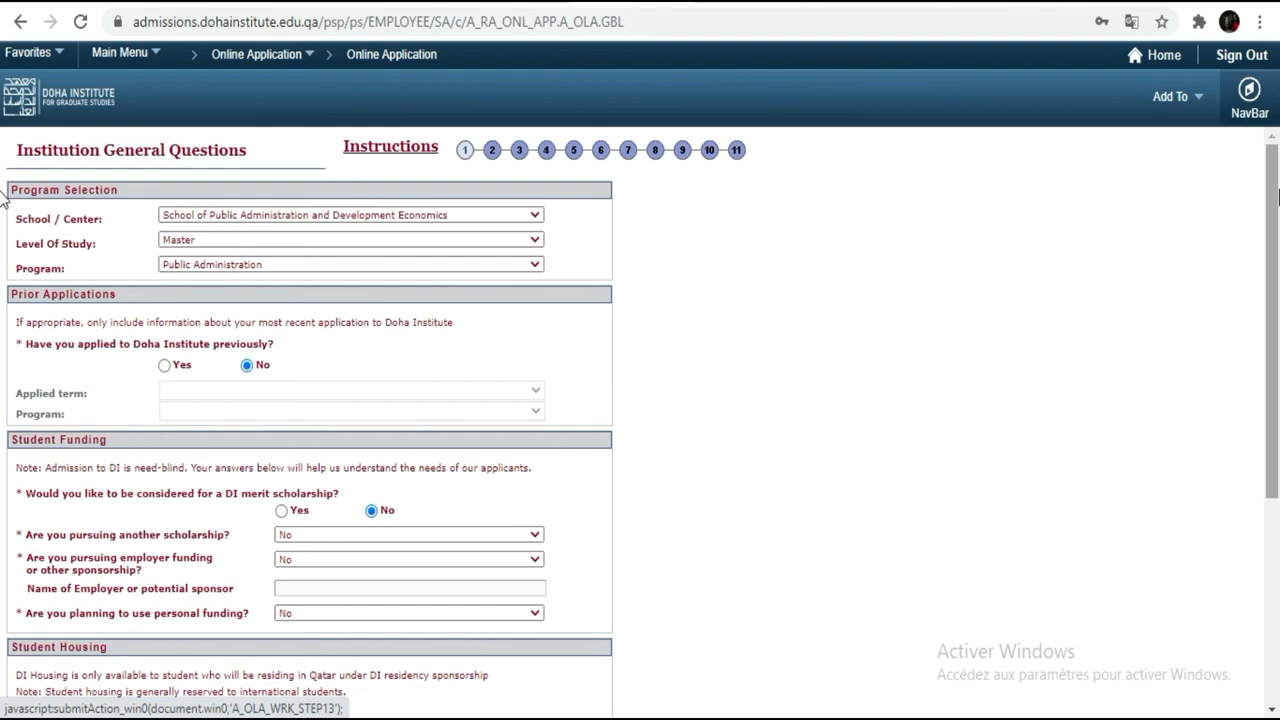 admissions.dohainstitute.edu.qa/psp/ps/EMPLOYEE/SA/c/A_RA_ONL_APP.A_OLA.GBL
Favorites Main Menu > Online Application > Online Application Home Sign Out
DOHA INSTITUTE
FOR GRADUATE STUDIES
Add To
NavBar
Institution General Questions
Instructions 1 2 3 4 5 6 7 8 9 10 11
Program Selection
School / Center: School of Public Administration and Development Economics
Level Of Study: Master
Program: Public Administration
Prior Applications
If appropriate, only include information about your most recent application to Doha Institute
* Have you applied to Doha Institute previously?
Yes No
Applied term:
Program:
Student Funding
Note: Admission to DI is need-blind. Your answers below will help us understand the needs of our applicants.
* Would you like to be considered for a DI merit scholarship?
Yes No
* Are you pursuing another scholarship? No
* Are you pursuing employer funding
or other sponsorship? No
Name of Employer or potential sponsor
* Are you planning to use personal funding? No
Student Housing
DI Housing is only available to student who will be residing in Qatar under DI residency sponsorship
Note: Student housing is generally reserved to international students.
javascript:submitAction_win0(document.win0,'A_OLA_WRK_STEP13');
Activer Windows
Accédez aux paramètres pour activer Windows.